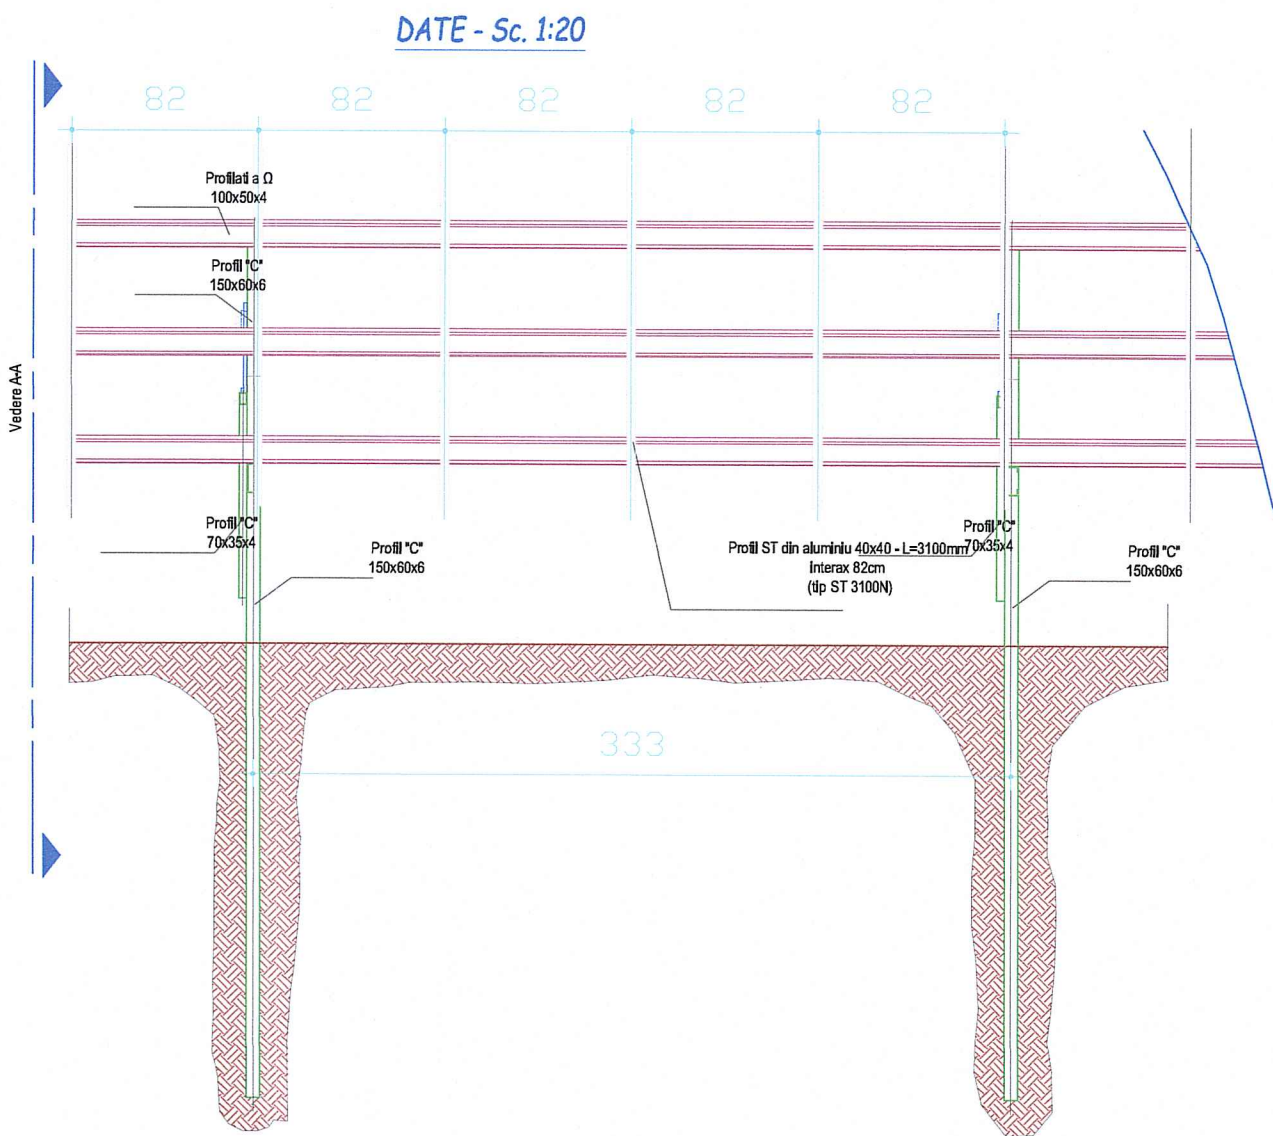 DATE - Sc. 1:20
82
82
82
82
82
Profilati a Ω
100x50x4
Profil "C"
150x60x6
Vedere A-A
Profil "C"
70x35x4
Profil "C"
150x60x6
Profil ST din aluminiu 40x40 - L=3100mm
Interax 82cm
(tip ST 3100N)
Profil "C"
70x35x4
Profil "C"
150x60x6
333